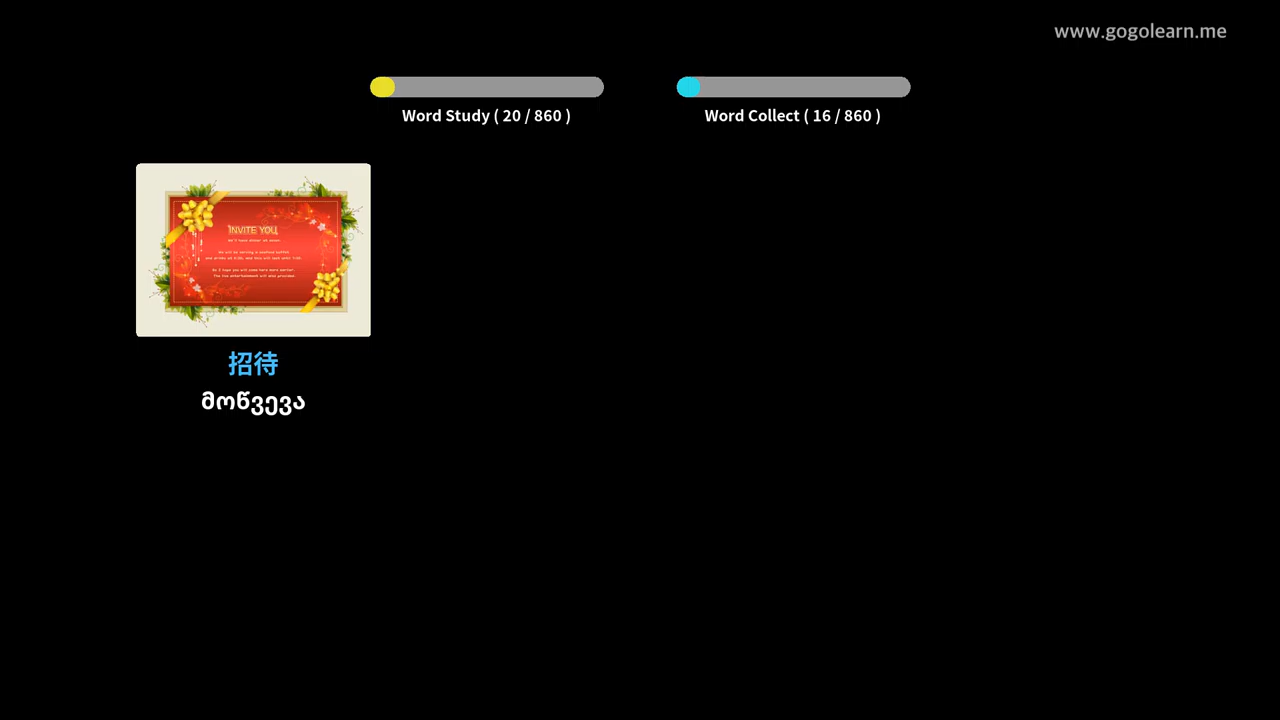 www.gogolearn.me
Word Study ( 20 / 860 )
Word Collect ( 16 / 860 )
INVITE YOU
招待
მოწვევა